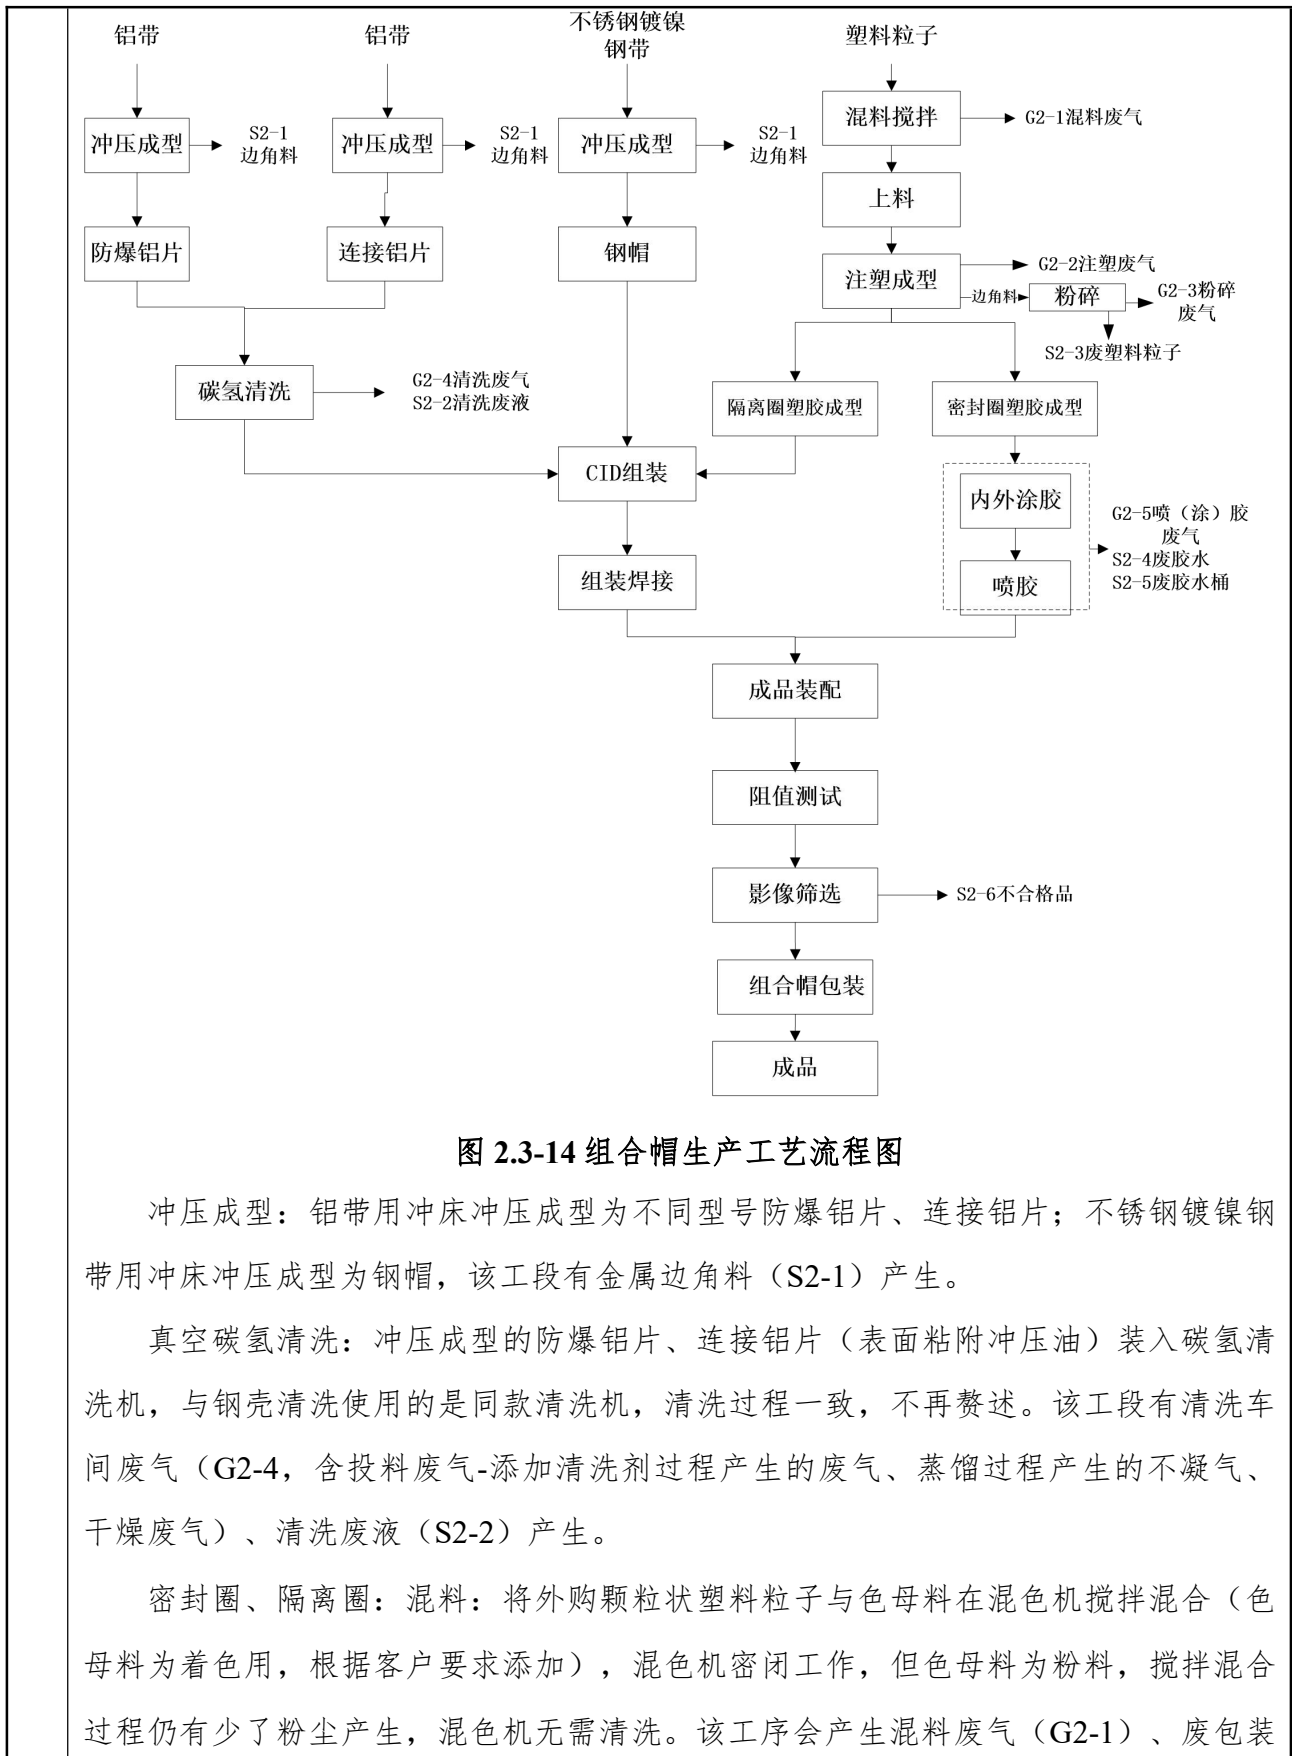 铝带
铝带
不锈钢镀镍
钢带
塑料粒子
混料搅拌
G2-1混料废气
冲压成型
S2-1
边角料
冲压成型
S2-1
边角料
冲压成型
S2-1
边角料
上料
防爆铝片
连接铝片
钢帽
注塑成型
G2-2注塑废气
边角料
粉碎
G2-3粉碎
废气
S2-3废塑料粒子
碳氢清洗
G2-4清洗废气
S2-2清洗废液
隔离圈塑胶成型
密封圈塑胶成型
CID组装
内外涂胶
G2-5喷（涂）胶
废气
S2-4废胶水
S2-5废胶水桶
组装焊接
喷胶
成品装配
阻值测试
影像筛选
S2-6不合格品
组合帽包装
成品
图 2.3-14 组合帽生产工艺流程图
冲压成型：铝带用冲床冲压成型为不同型号防爆铝片、连接铝片；不锈钢镀镍钢
带用冲床冲压成型为钢帽，该工段有金属边角料（S2-1）产生。
真空碳氢清洗：冲压成型的防爆铝片、连接铝片（表面粘附冲压油）装入碳氢清
洗机，与钢壳清洗使用的是同款清洗机，清洗过程一致，不再赘述。该工段有清洗车
间废气（G2-4，含投料废气-添加清洗剂过程产生的废气、蒸馏过程产生的不凝气、
干燥废气）、清洗废液（S2-2）产生。
密封圈、隔离圈：混料：将外购颗粒状塑料粒子与色母料在混色机搅拌混合（色
母料为着色用，根据客户要求添加），混色机密闭工作，但色母料为粉料，搅拌混合
过程仍有少了粉尘产生，混色机无需清洗。该工序会产生混料废气（G2-1）、废包装